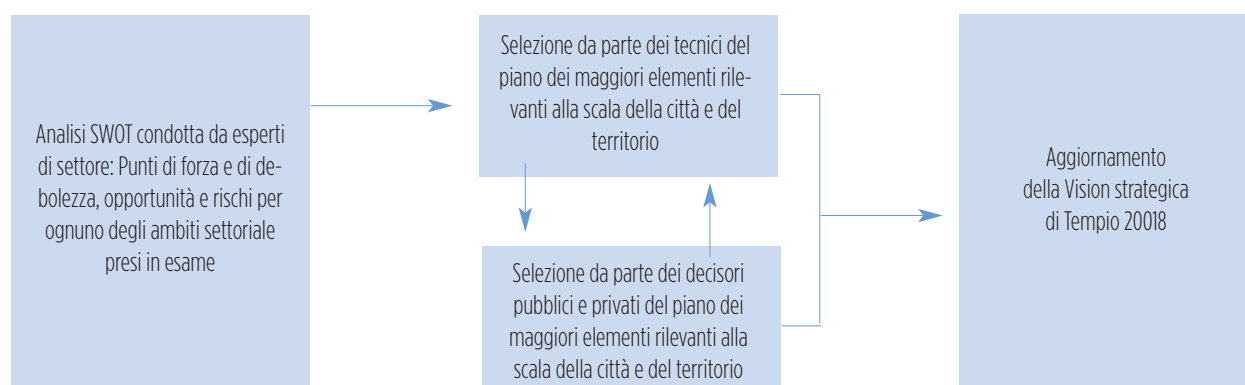 Analisi SWOT condotta da esperti
di settore: Punti di forza e di de-
bolezza, opportunità e rischi per
ognuno degli ambiti settoriale
presi in esame
Selezione da parte dei tecnici del
piano dei maggiori elementi rile-
vanti alla scala della città e del
territorio
Selezione da parte dei decisori
pubblici e privati del piano dei
maggiori elementi rilevanti alla
scala della città e del territorio
Aggiornamento
della Vision strategica
di Tempio 20018